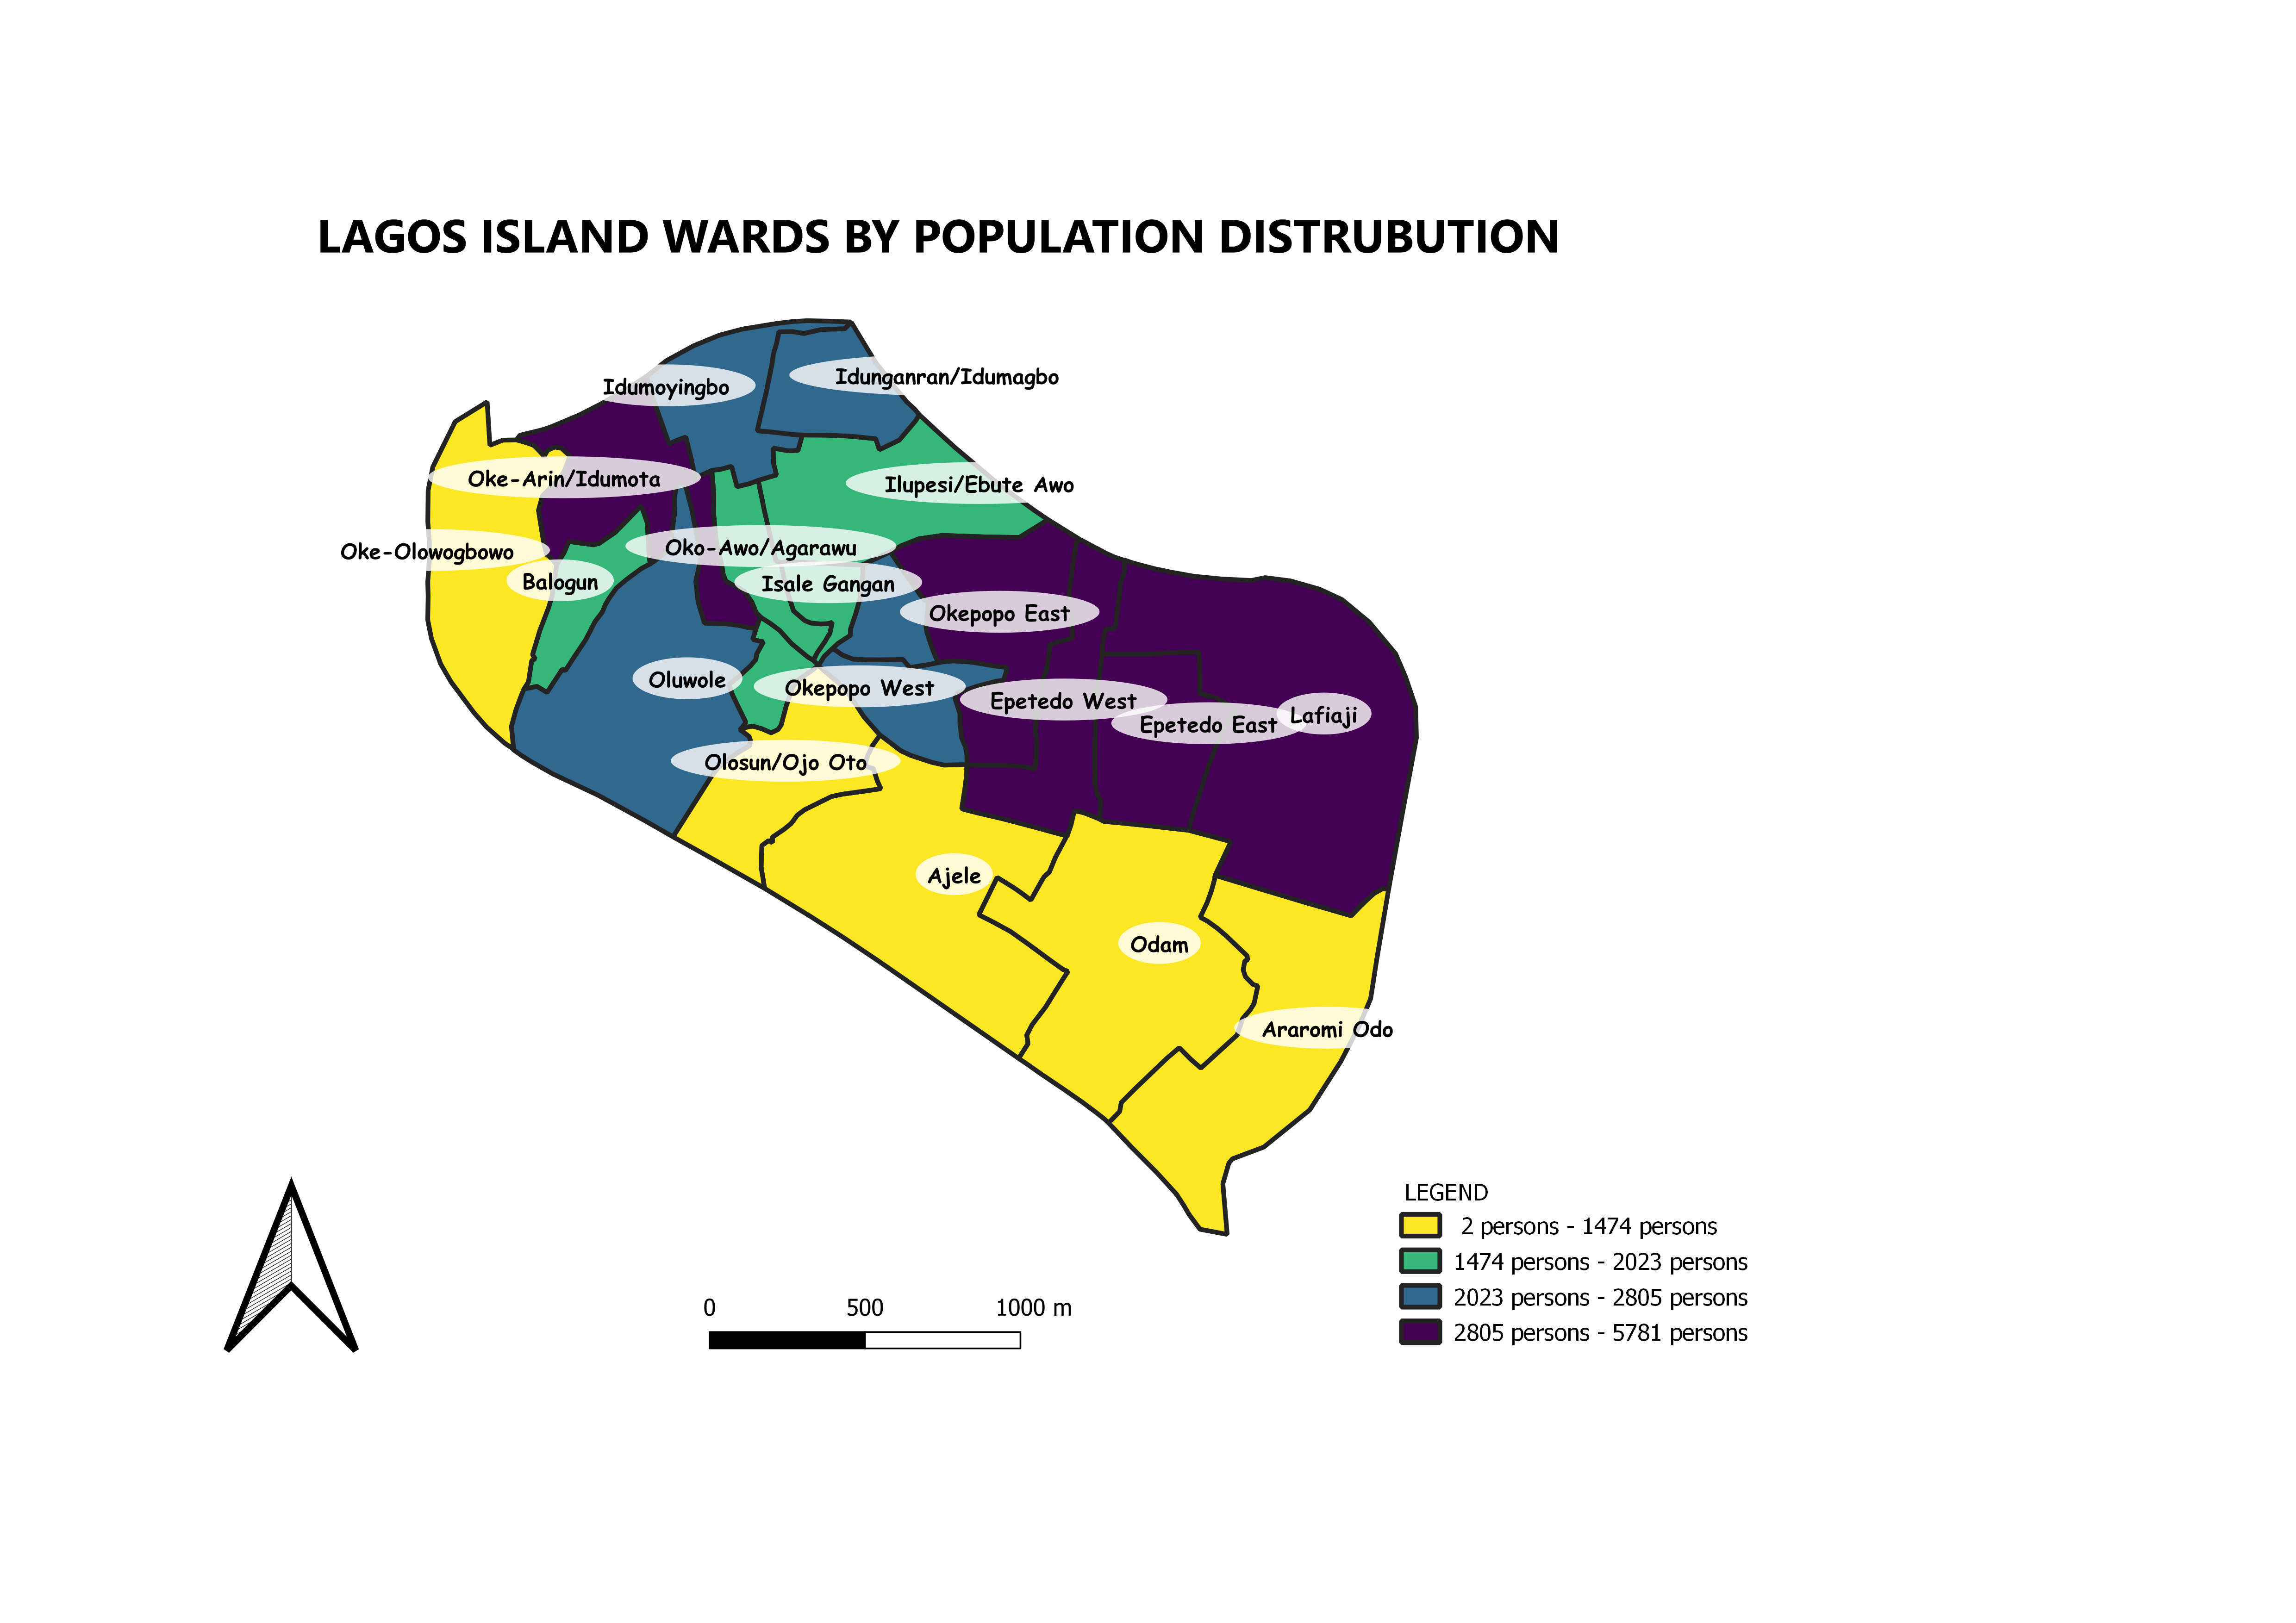 LAGOS ISLAND WARDS BY POPULATION DISTRUBUTION
Idumoyingbo
Idunganran/Idumagbo
Oke-Arin/Idumota
Ilupesi/Ebute Awo
Oke-Olowogbowo
Oko-Awo/Agarawu
Balogun
Isale Gangan
Okepopo East
Oluwole
Okepopo West
Epetedo West
Epetedo East
Lafiaji
Olosun/Ojo Oto
Ajele
Odam
Araromi Odo
LEGEND
2 persons - 1474 persons
1474 persons - 2023 persons
2023 persons - 2805 persons
2805 persons - 5781 persons
0 500 1000 m